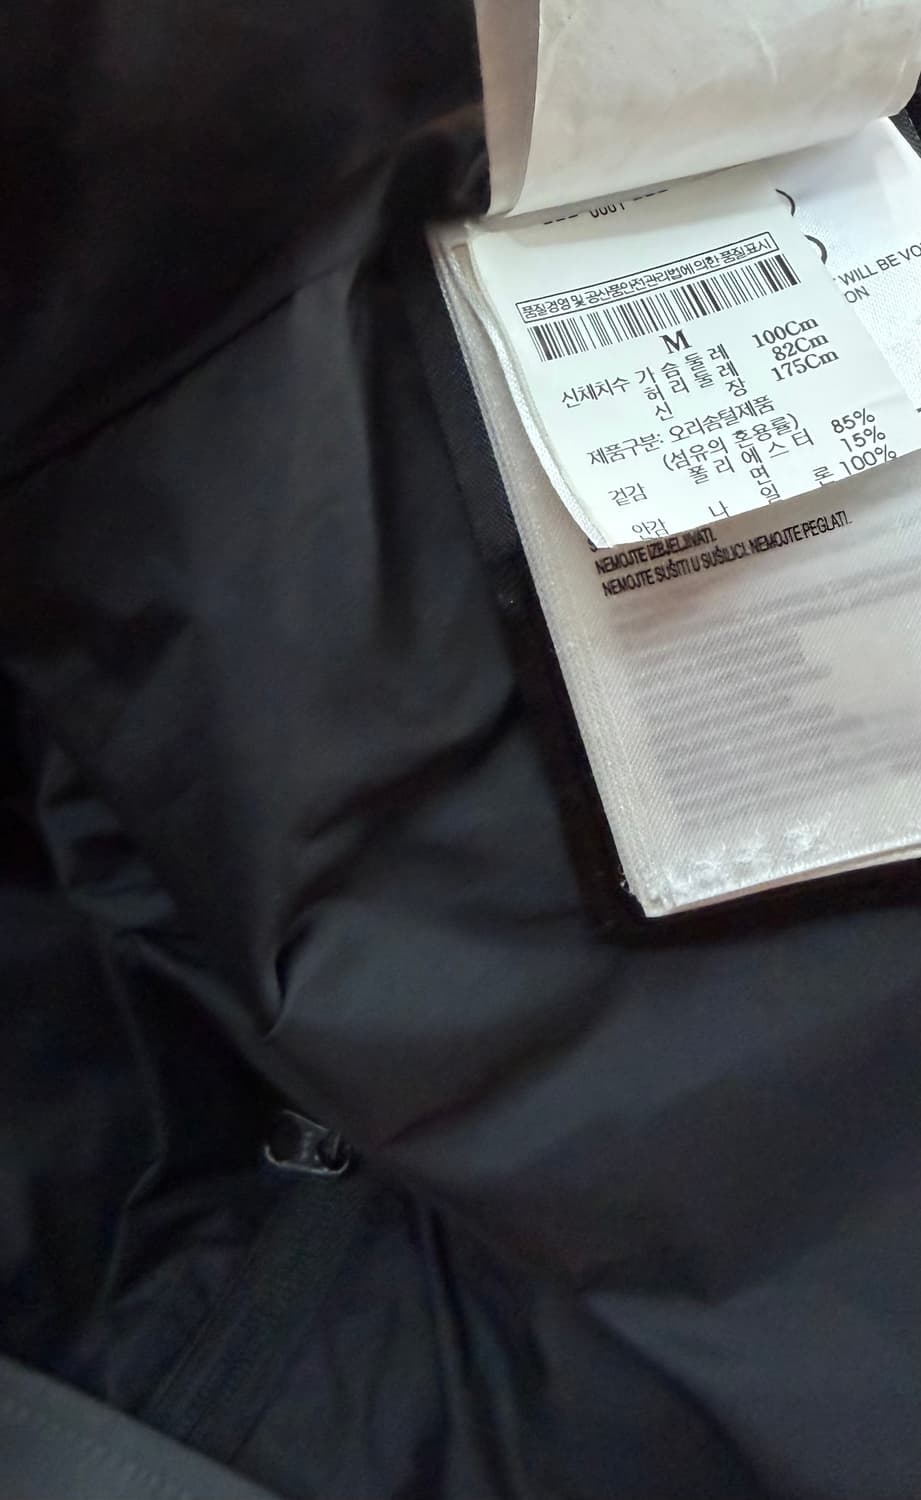 품질경영 및 공산품안전관리법에 의한 품질표시
M
신체치수 가 슴 둘 레 100Cm
허 리 둘 레 82Cm
신 장 175Cm
제품구분: 오리솜털제품
(섬유의 혼용률)
겉감 폴 리 에 스 터 85%
면 15%
안감 나 일 론 100%
WILL BE VO
ON
NEMOJTE IZBJELJIVATI.
NEMOJTE SUŠITI U SUŠILICI. NEMOJTE PEGLATI.